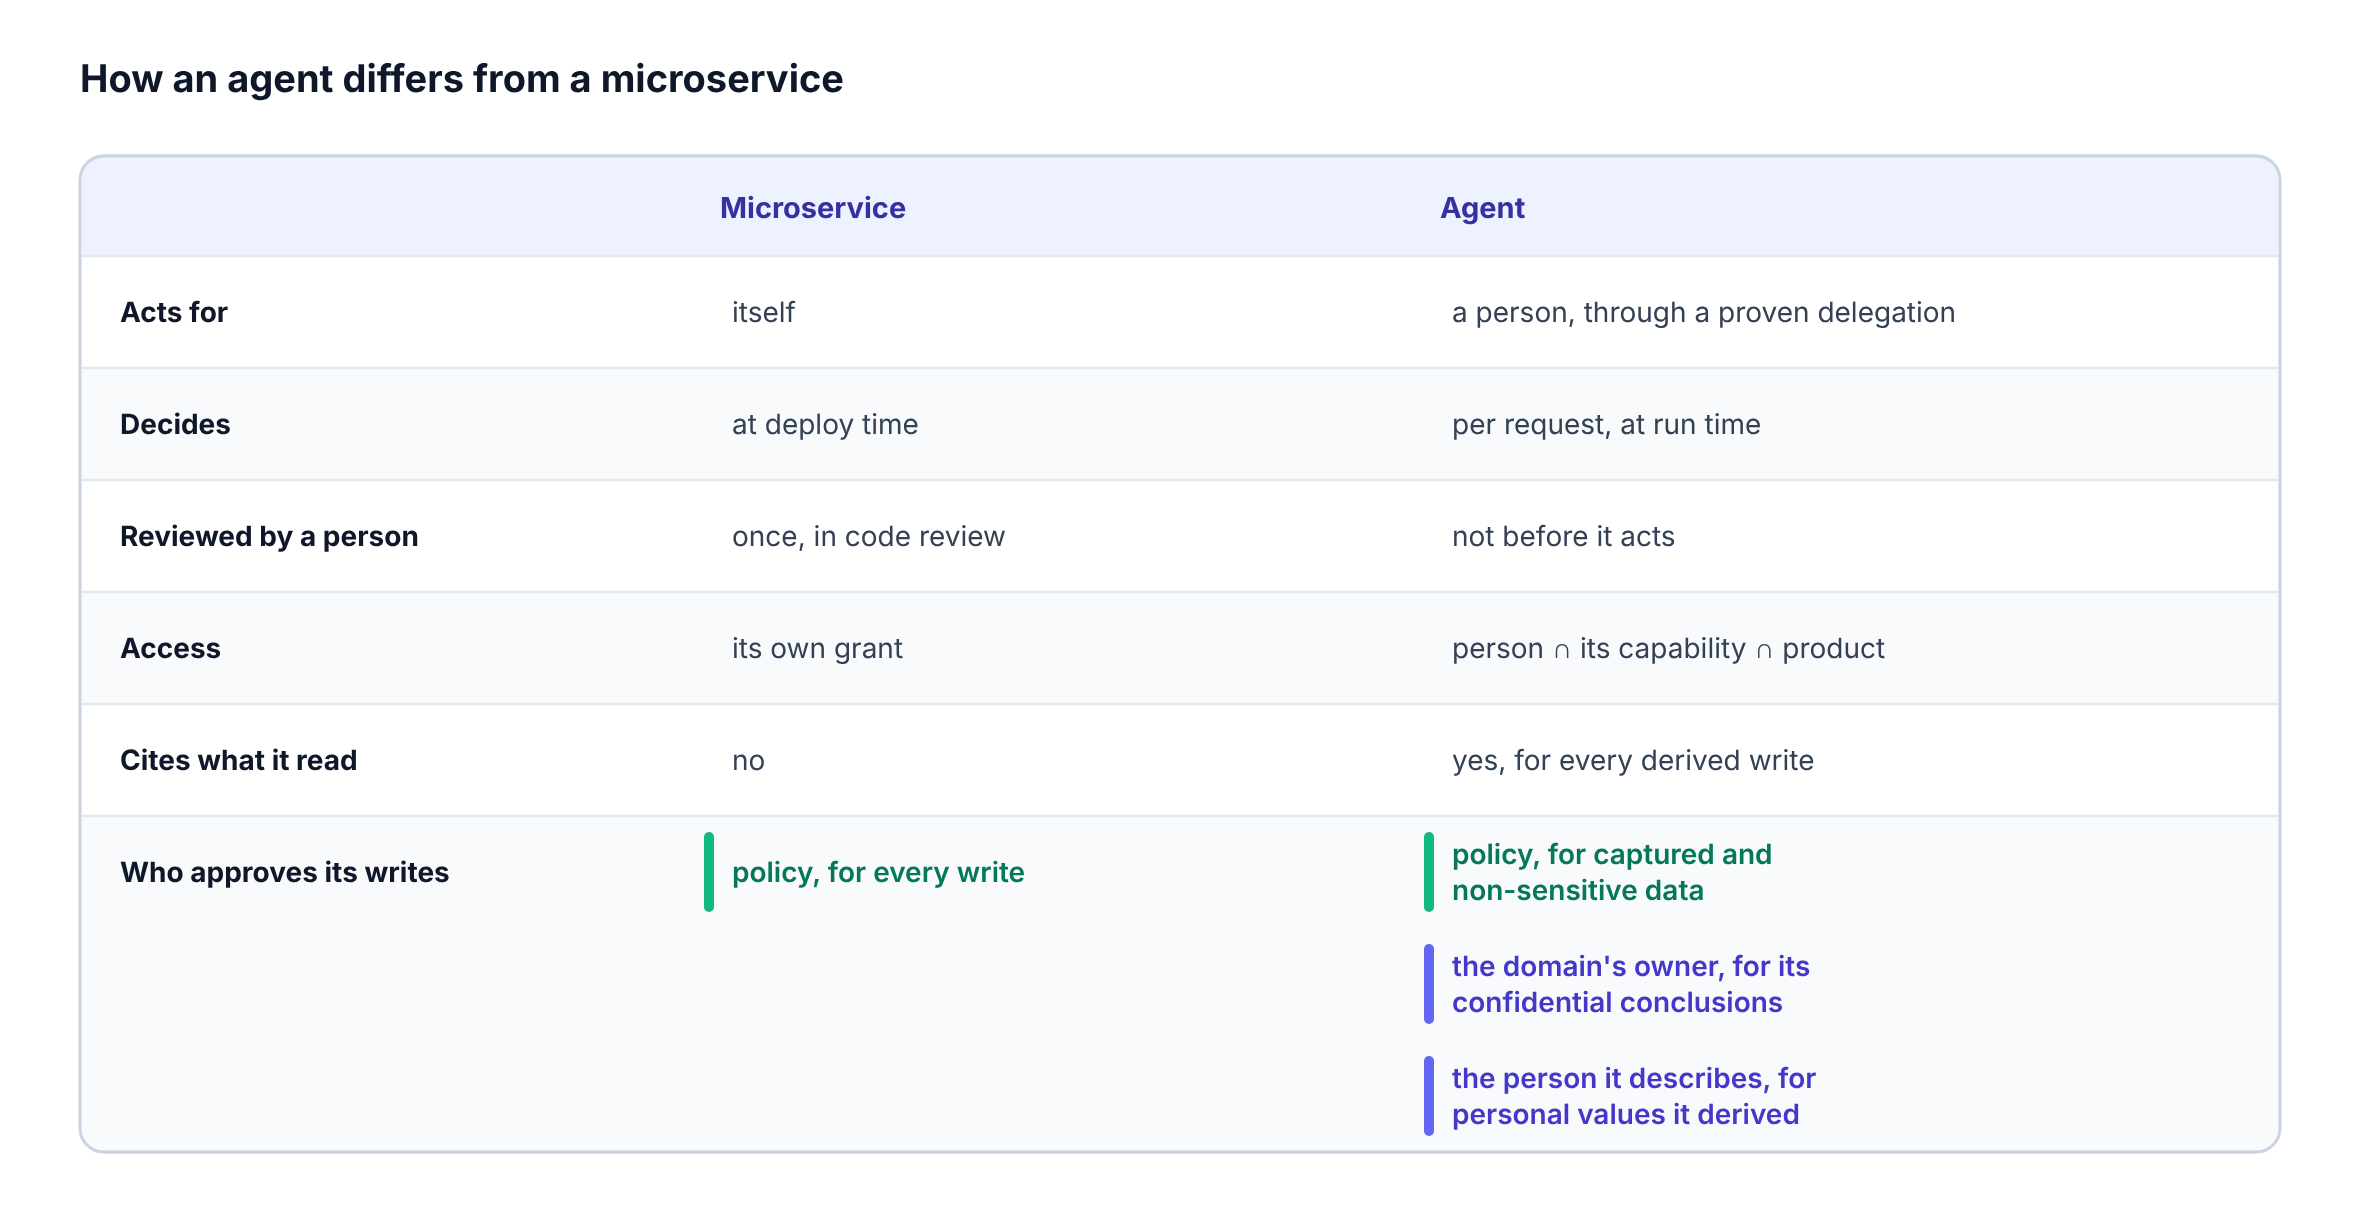 How an agent differs from a microservice
Microservice Agent
Acts for itself a person, through a proven delegation
Decides at deploy time per request, at run time
Reviewed by a person once, in code review not before it acts
Access its own grant person ∩ its capability ∩ product
Cites what it read no yes, for every derived write
Who approves its writes policy, for every write policy, for captured and
non-sensitive data
the domain's owner, for its
confidential conclusions
the person it describes, for
personal values it derived